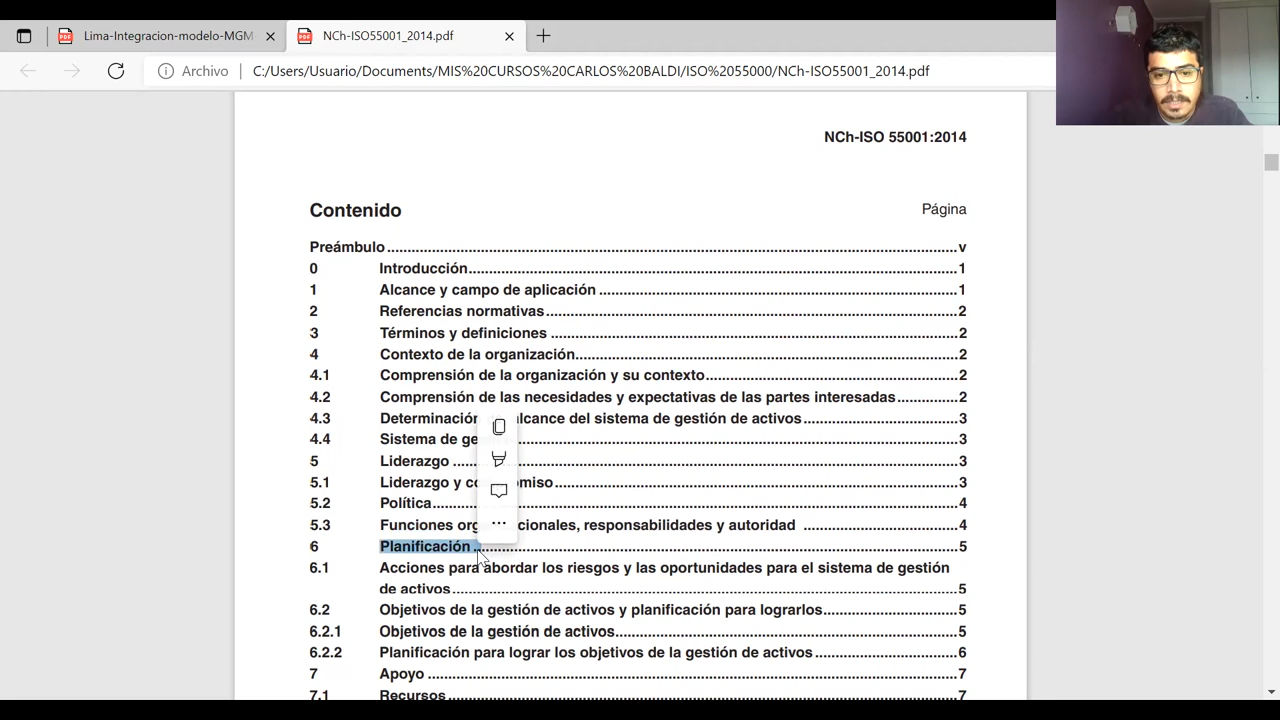 Lima-Integracion-modelo-MGM
NCh-ISO55001_2014.pdf
Archivo
C:/Users/Usuario/Documents/MIS%20CURSOS%20CARLOS%20BALDI/ISO%2055000/NCh-ISO55001_2014.pdf
NCh-ISO 55001:2014
Contenido Página
Preámbulo v
0 Introducción 1
1 Alcance y campo de aplicación 1
2 Referencias normativas 2
3 Términos y definiciones 2
4 Contexto de la organización 2
4.1 Comprensión de la organización y su contexto 2
4.2 Comprensión de las necesidades y expectativas de las partes interesadas 2
4.3 Determinación alcance del sistema de gestión de activos 3
4.4 Sistema de 3
5 Liderazgo 3
5.1 Liderazgo y 3
5.2 Política 4
5.3 Funciones responsabilidades y autoridad 4
6 Planificación 5
6.1 Acciones para abordar los riesgos y las oportunidades para el sistema de gestión
de activos 5
6.2 Objetivos de la gestión de activos y planificación para lograrlos 5
6.2.1 Objetivos de la gestión de activos 5
6.2.2 Planificación para lograr los objetivos de la gestión de activos 6
7 Apoyo 7
7.1 Recursos 7